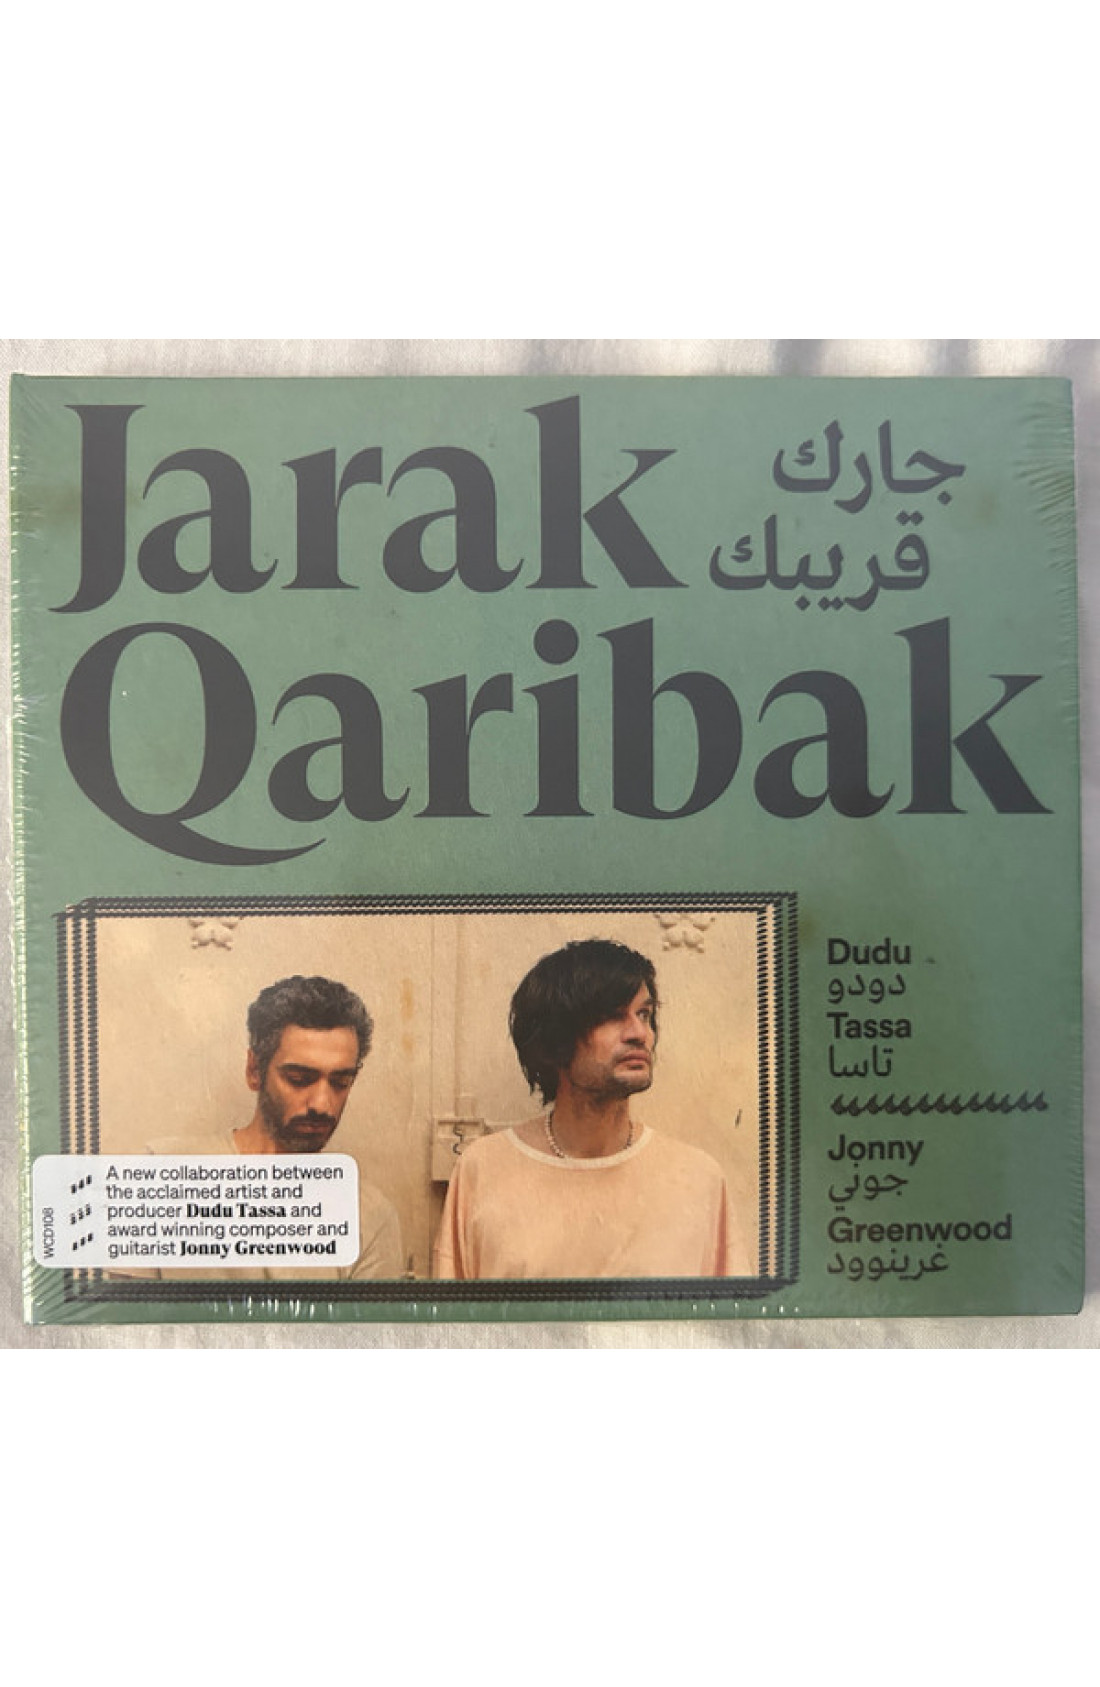 Jarak
جارك
قريبك
Qaribak
Dudu
دودو
Tassa
تاسا
Jonny
جوني
Greenwood
غرينوود
A new collaboration between
the acclaimed artist and
producer Dudu Tassa and
award winning composer and
guitarist Jonny Greenwood
WCD108